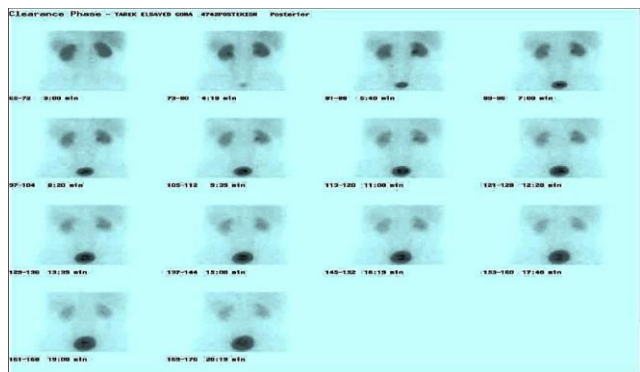 Clearance Phase - TAREK ELSAYED GOMA 4742POSTEKISN Posterior
65-72 3:00 min
73-80 4:19 min
81-88 5:40 min
89-96 7:00 min
97-104 8:20 min
105-112 9:39 min
113-120 11:00 min
121-128 12:20 min
129-136 13:39 min
137-144 15:00 min
145-152 16:19 min
153-160 17:40 min
161-168 19:00 min
169-176 20:19 min